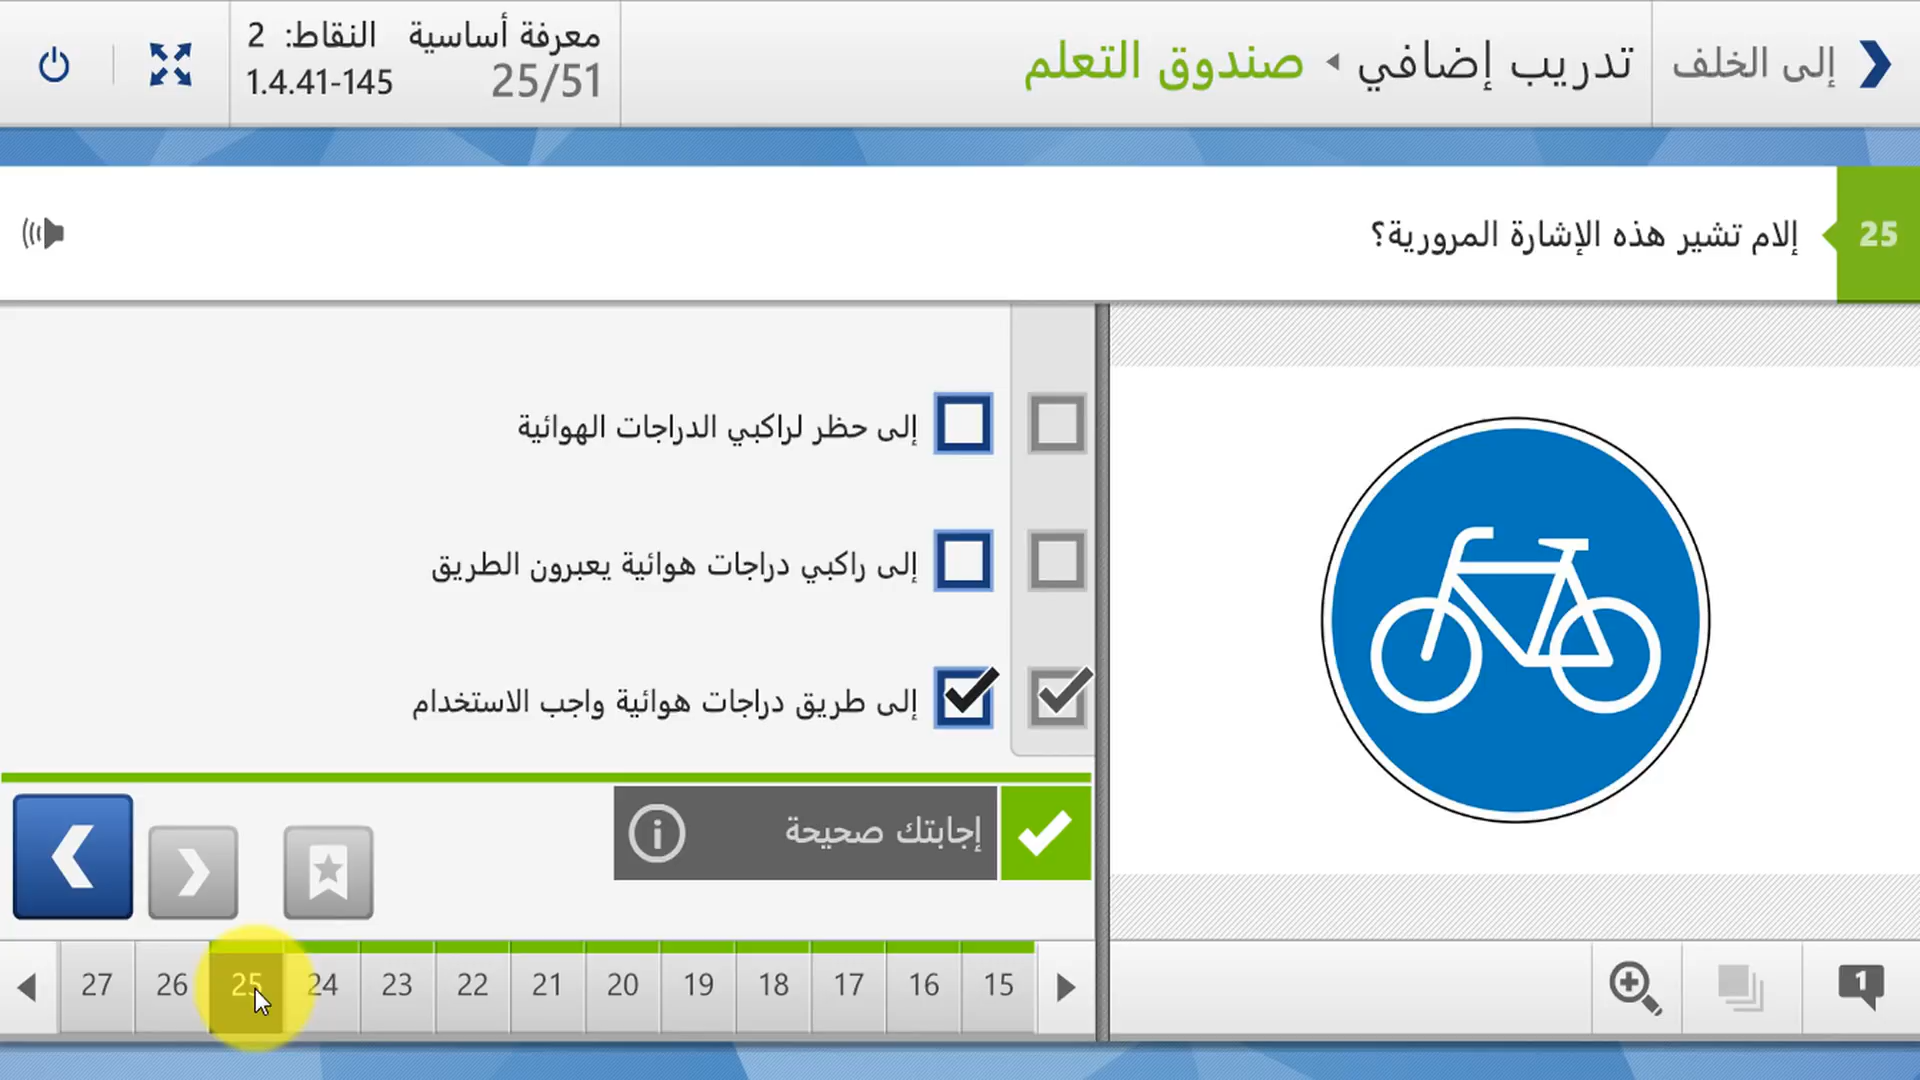 إلى الخلف
تدريب إضافي ◂ صندوق التعلم
معرفة أساسية النقاط: 2
25/51 1.4.41-145
25
إلام تشير هذه الإشارة المرورية؟
إلى حظر لراكبي الدراجات الهوائية
إلى راكبي دراجات هوائية يعبرون الطريق
إلى طريق دراجات هوائية واجب الاستخدام
إجابتك صحيحة
15 16 17 18 19 20 21 22 23 24 25 26 27
1